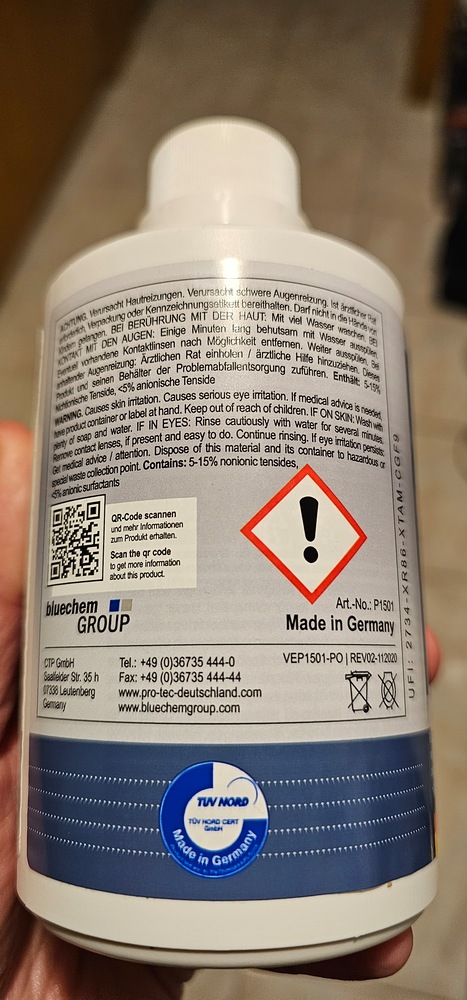 ACHTUNG. Verursacht Hautreizungen. Verursacht schwere Augenreizung. Ist ärztlicher Rat
erforderlich, Verpackung oder Kennzeichnungsetikett bereithalten. Darf nicht in die Hände von
Kindern gelangen. BEI BERÜHRUNG MIT DER HAUT: Mit viel Wasser waschen. BEI
KONTAKT MIT DEN AUGEN: Einige Minuten lang behutsam mit Wasser ausspülen.
Eventuell vorhandene Kontaktlinsen nach Möglichkeit entfernen. Weiter ausspülen. Bei
anhaltender Augenreizung: Ärztlichen Rat einholen / ärztliche Hilfe hinzuziehen. Dieses
Produkt und seinen Behälter der Problemabfallentsorgung zuführen. Enthält: 5-15%
nichtionische Tenside, <5% anionische Tenside
WARNING. Causes skin irritation. Causes serious eye irritation. If medical advice is needed,
have product container or label at hand. Keep out of reach of children. IF ON SKIN: Wash with
plenty of soap and water. IF IN EYES: Rinse cautiously with water for several minutes.
Remove contact lenses, if present and easy to do. Continue rinsing. If eye irritation persists:
Get medical advice / attention. Dispose of this material and its container to hazardous or
special waste collection point. Contains: 5-15% nonionic tensides,
<5% anionic surfactants
QR-Code scannen
und mehr Informationen
zum Produkt erhalten.
Scan the qr code
to get more information
about this product.
bluechem
GROUP
Art.-No.: P1501
Made in Germany
UFI: 2734-XR86-XTAM-CGF9
CTP GmbH
Saalfelder Str. 35 h
07338 Leutenberg
Germany
Tel.: +49 (0)36735 444-0
Fax: +49 (0)36735 444-44
www.pro-tec-deutschland.com
www.bluechemgroup.com
VEP1501-PO | REV02-112020
TÜV NORD
TÜV NORD CERT
GmbH
Made in Germany